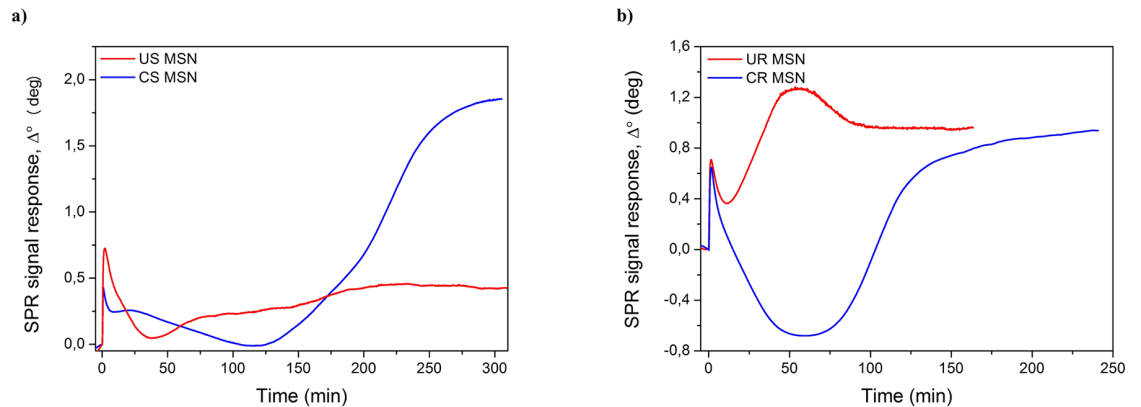 a)
US MSN
CS MSN
SPR signal response, Δ° ( deg)
2,0
1,5
1,0
0,5
0,0
0 50 100 150 200 250 300
Time (min)
b)
UR MSN
CR MSN
SPR signal response, Δ° (deg)
1,6
1,2
0,8
0,4
0,0
-0,4
-0,8
0 50 100 150 200 250
Time (min)